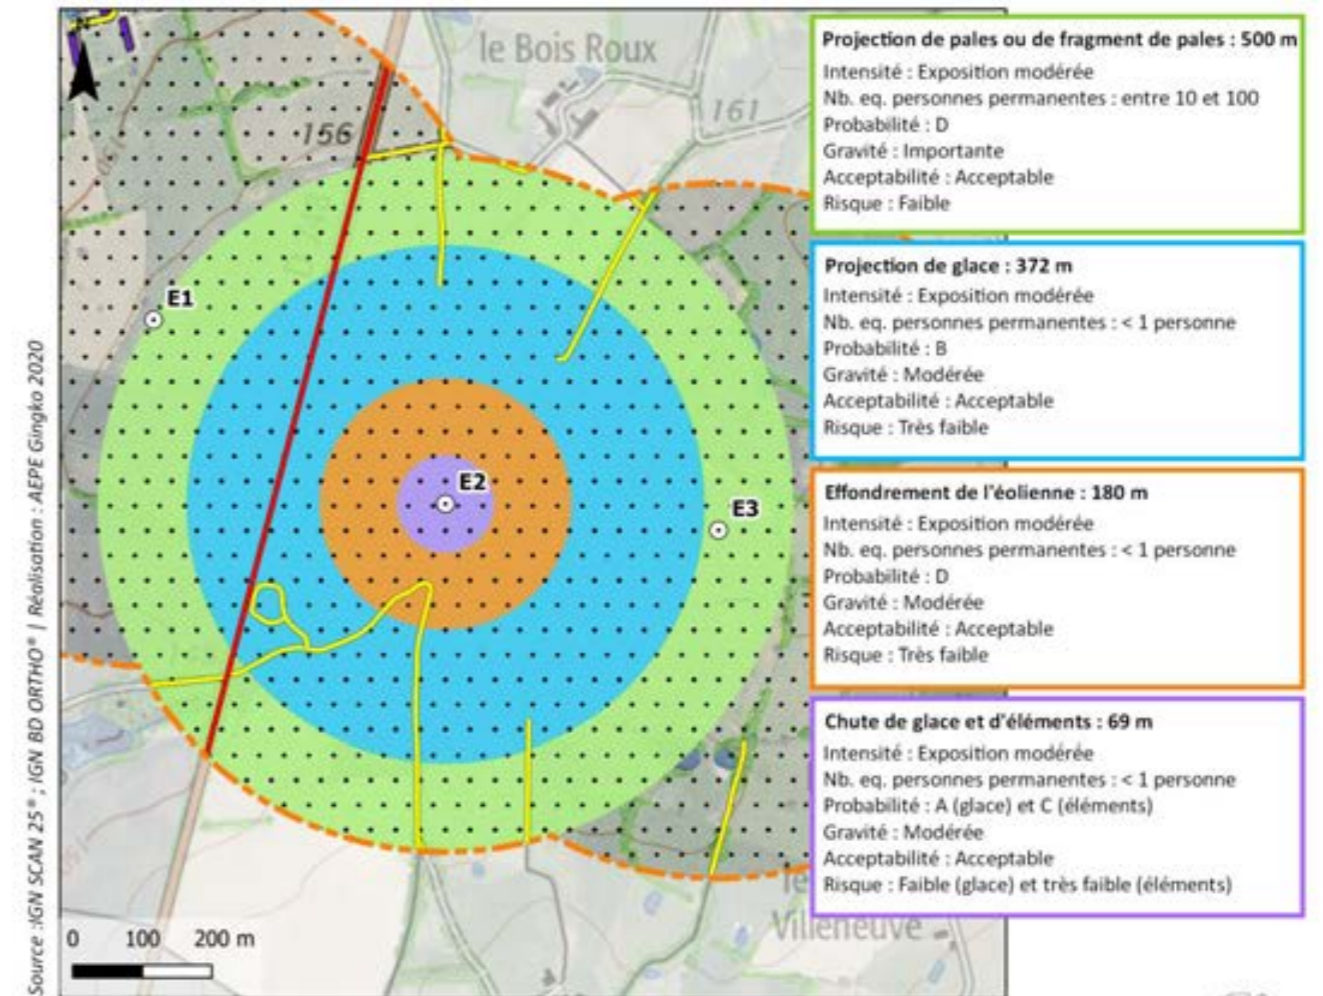 le Bois Roux
161
156
E1
E2
E3
le
Villeneuve
0 100 200 m
Source :IGN SCAN 25® ; IGN BD ORTHO® | Réalisation : AEPE Gingko 2020
Projection de pales ou de fragment de pales : 500 m
Intensité : Exposition modérée
Nb. eq. personnes permanentes : entre 10 et 100
Probabilité : D
Gravité : Importante
Acceptabilité : Acceptable
Risque : Faible
Projection de glace : 372 m
Intensité : Exposition modérée
Nb. eq. personnes permanentes : < 1 personne
Probabilité : B
Gravité : Modérée
Acceptabilité : Acceptable
Risque : Très faible
Effondrement de l'éolienne : 180 m
Intensité : Exposition modérée
Nb. eq. personnes permanentes : < 1 personne
Probabilité : D
Gravité : Modérée
Acceptabilité : Acceptable
Risque : Très faible
Chute de glace et d'éléments : 69 m
Intensité : Exposition modérée
Nb. eq. personnes permanentes : < 1 personne
Probabilité : A (glace) et C (éléments)
Gravité : Modérée
Acceptabilité : Acceptable
Risque : Faible (glace) et très faible (éléments)